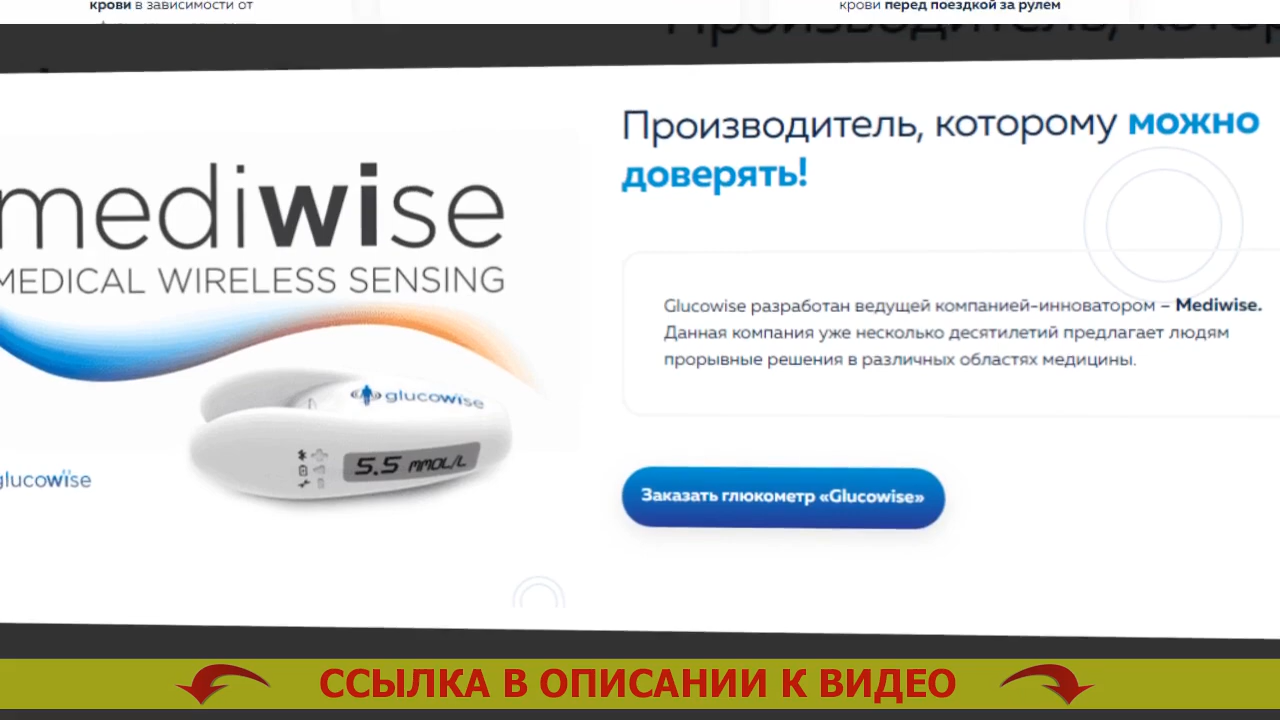 крови в зависимости от
крови перед поездкой за рулем
Производитель, которому можно
доверять!
mediwise
MEDICAL WIRELESS SENSING
Glucowise разработан ведущей компанией-инноватором – Mediwise.
Данная компания уже несколько десятилетий предлагает людям
прорывные решения в различных областях медицины.
glucowise
5.5 MMOL/L
glucowise
Заказать глюкометр «Glucowise»
ССЫЛКА В ОПИСАНИИ К ВИДЕО